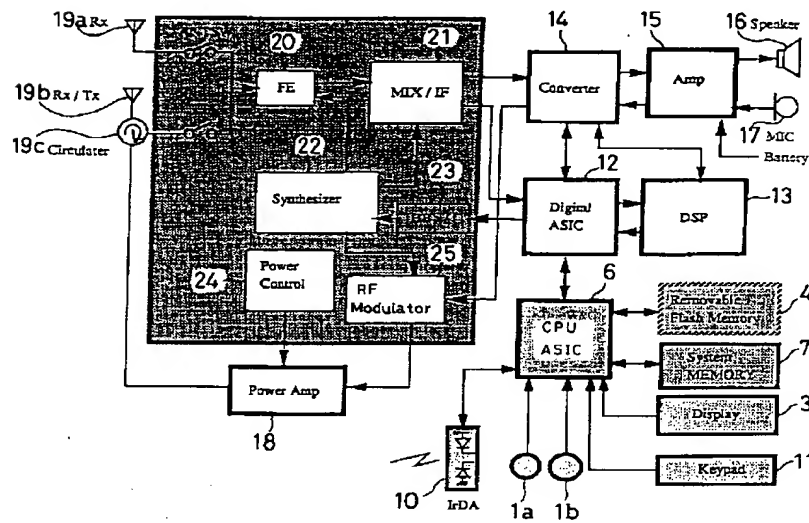 19a Rx
20
21
14
15
16 Speaker
FE
MIX / IF
Converter
Amp
19b Rx / Tx
19c Circulater
17 MIC
Battery
22
23
12
Synthesizer
Digital
ASIC
DSP
13
25
24
Power
Control
RF
Modulator
6
CPU
ASIC
Removable
Flash Memory
4
System
MEMORY
7
Power Amp
18
Display
3
Keypad
11
10
IrDA
1a
1b